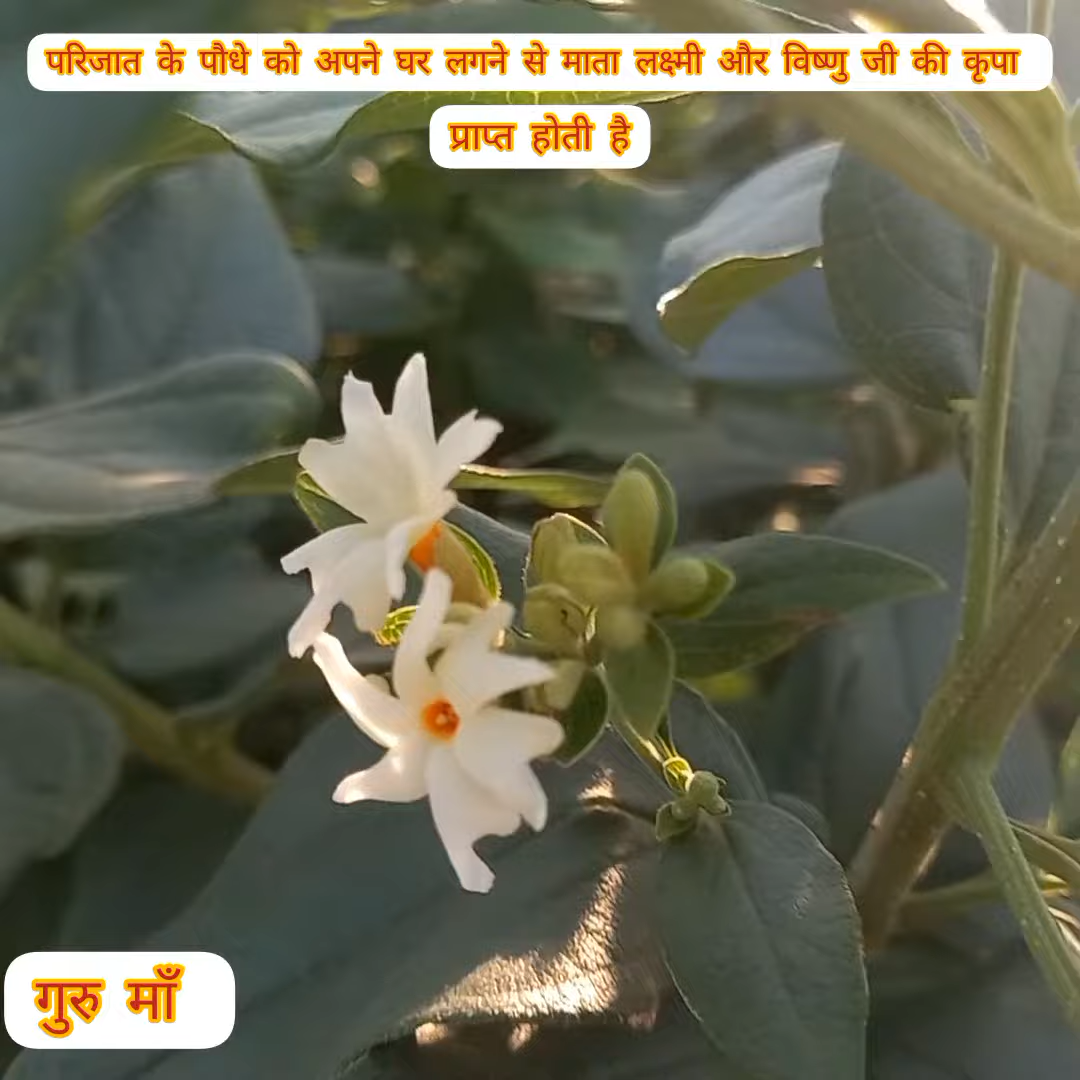 परिजात के पौधे को अपने घर लगने से माता लक्ष्मी और विष्णु जी की कृपा
प्राप्त होती है
गुरु माँ